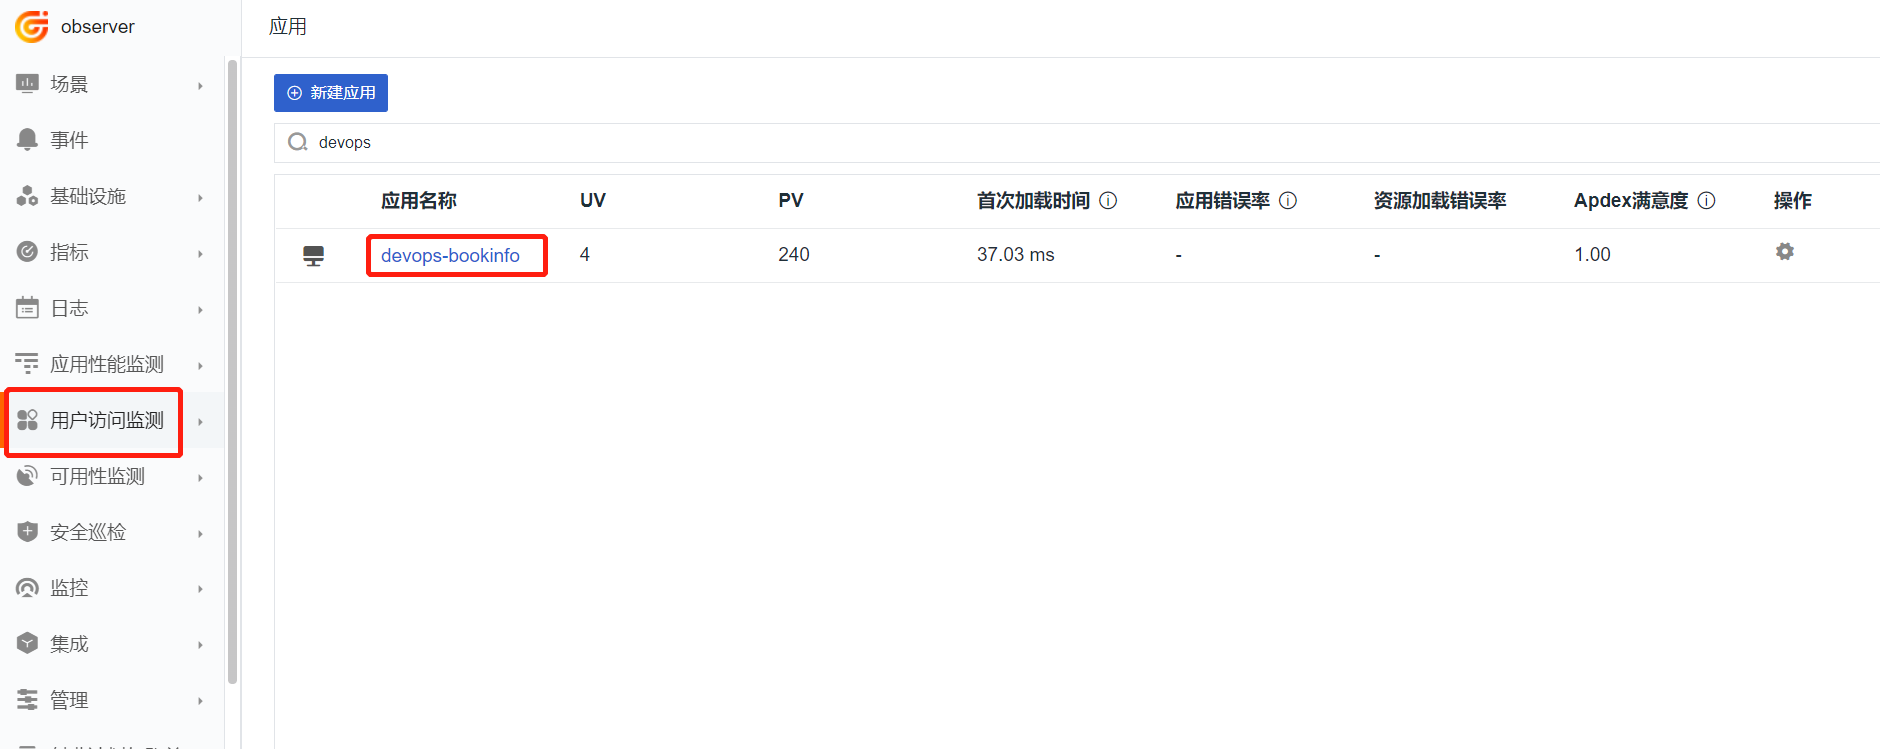 observer
场景
事件
基础设施
指标
日志
应用性能监测
用户访问监测
可用性监测
安全巡检
监控
集成
管理
应用
新建应用
devops
应用名称 UV PV 首次加载时间 应用错误率 资源加载错误率 Apdex满意度 操作
devops-bookinfo 4 240 37.03 ms - - 1.00